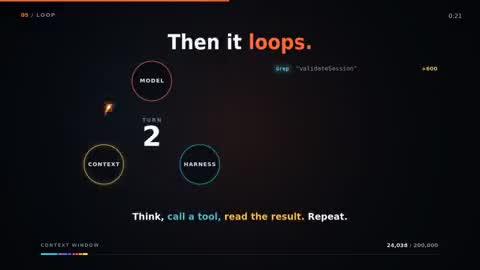 05 / LOOP
0:21
Then it loops.
MODEL
Grep "validateSession"
+600
TURN
2
CONTEXT
HARNESS
Think, call a tool, read the result. Repeat.
CONTEXT WINDOW
24,036 / 200,000